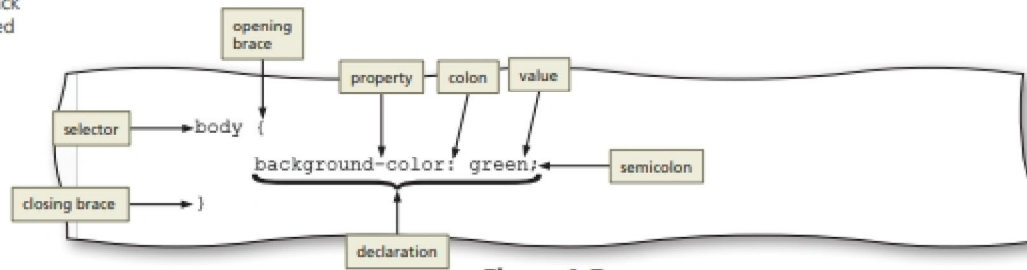 opening
brace
property
colon
value
selector
body {
background-color: green;
semicolon
closing brace
}
declaration